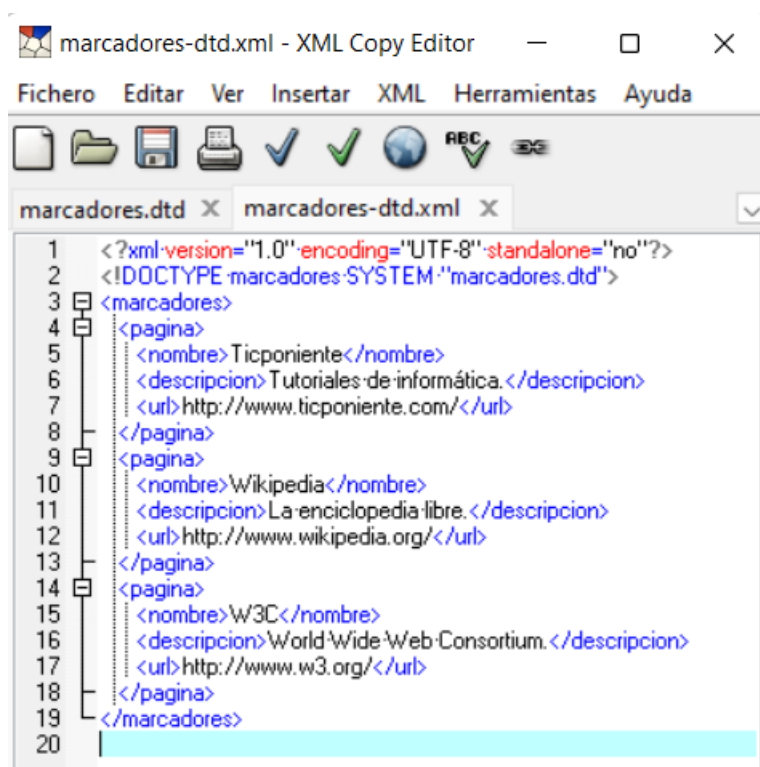 marcadores-dtd.xml - XML Copy Editor
Fichero Editar Ver Insertar XML Herramientas Ayuda
ABC
marcadores.dtd marcadores-dtd.xml
1 <?xml version="1.0" encoding="UTF-8" standalone="no"?>
2 <!DOCTYPE marcadores SYSTEM "marcadores.dtd">
3 <marcadores>
4 <pagina>
5 <nombre>Ticponiente</nombre>
6 <descripcion>Tutoriales de informática.</descripcion>
7 <url>http://www.ticponiente.com/</url>
8 </pagina>
9 <pagina>
10 <nombre>Wikipedia</nombre>
11 <descripcion>La enciclopedia libre.</descripcion>
12 <url>http://www.wikipedia.org/</url>
13 </pagina>
14 <pagina>
15 <nombre>W3C</nombre>
16 <descripcion>World Wide Web Consortium.</descripcion>
17 <url>http://www.w3.org/</url>
18 </pagina>
19 </marcadores>
20